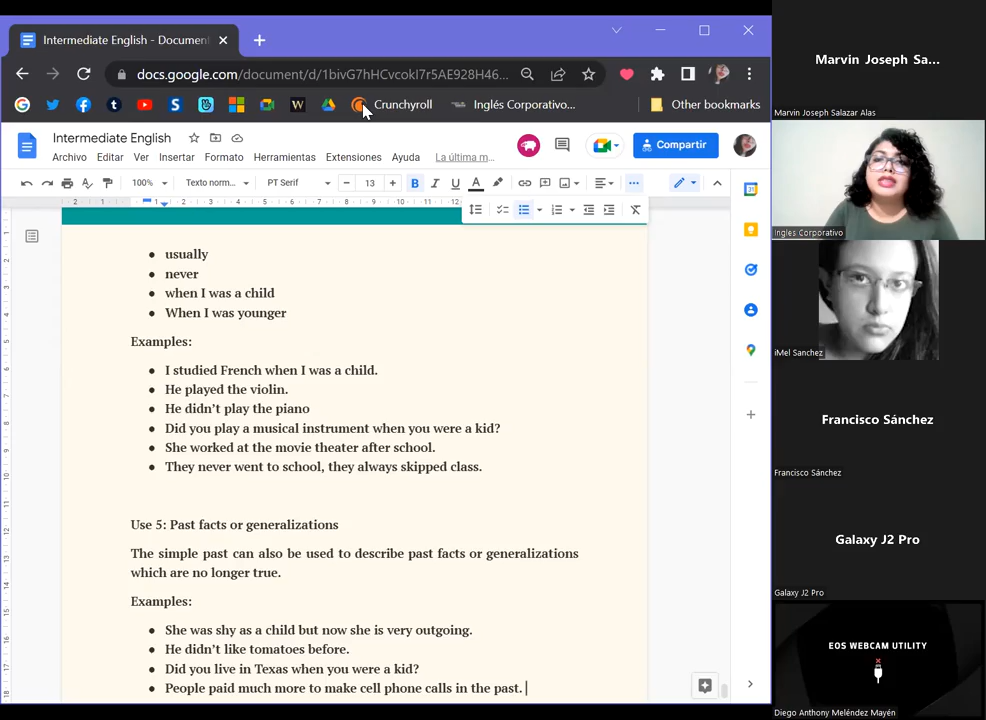 Intermediate English - Document
docs.google.com/document/d/1bivG7hHCvcokI7r5AE928H46...
Crunchyroll
Inglés Corporativo...
Other bookmarks
Intermediate English
Archivo Editar Ver Insertar Formato Herramientas Extensiones Ayuda La última m...
Compartir
100% Texto norm... PT Serif 13
usually
never
when I was a child
When I was younger
Examples:
I studied French when I was a child.
He played the violin.
He didn't play the piano
Did you play a musical instrument when you were a kid?
She worked at the movie theater after school.
They never went to school, they always skipped class.
Use 5: Past facts or generalizations
The simple past can also be used to describe past facts or generalizations
which are no longer true.
Examples:
She was shy as a child but now she is very outgoing.
He didn't like tomatoes before.
Did you live in Texas when you were a kid?
People paid much more to make cell phone calls in the past.
Marvin Joseph Sa...
Marvin Joseph Salazar Alas
Ingles Corporativo
iMel Sanchez
Francisco Sánchez
Francisco Sánchez
Galaxy J2 Pro
Galaxy J2 Pro
EOS WEBCAM UTILITY
Diego Anthony Meléndez Mayén